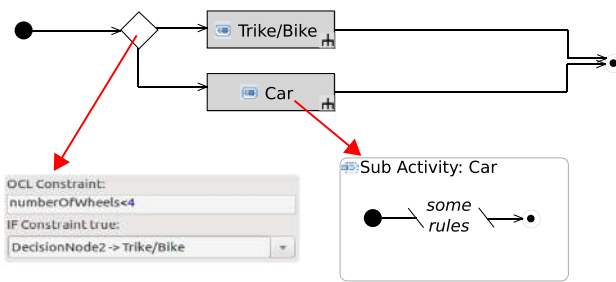 Trike/Bike
Car
OCL Constraint:
numberOfWheels<4
IF Constraint true:
DecisionNode2 -> Trike/Bike
Sub Activity: Car
some
rules